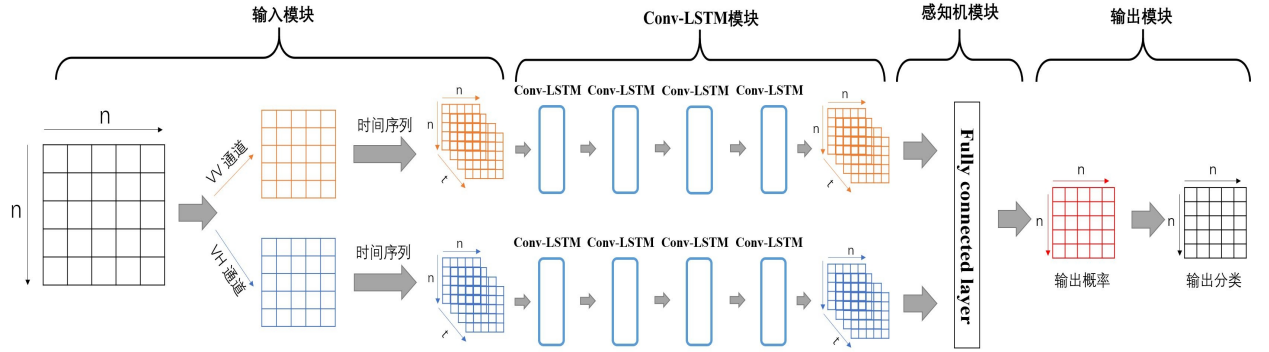 输入模块
Conv-LSTM模块
感知机模块
输出模块
n
n
VV 通道
VH 通道
时间序列
n
n
t
Conv-LSTM
Conv-LSTM
Conv-LSTM
Conv-LSTM
n
n
t
时间序列
n
n
t
Conv-LSTM
Conv-LSTM
Conv-LSTM
Conv-LSTM
n
n
t
Fully connected layer
n
n
输出概率
n
n
输出分类